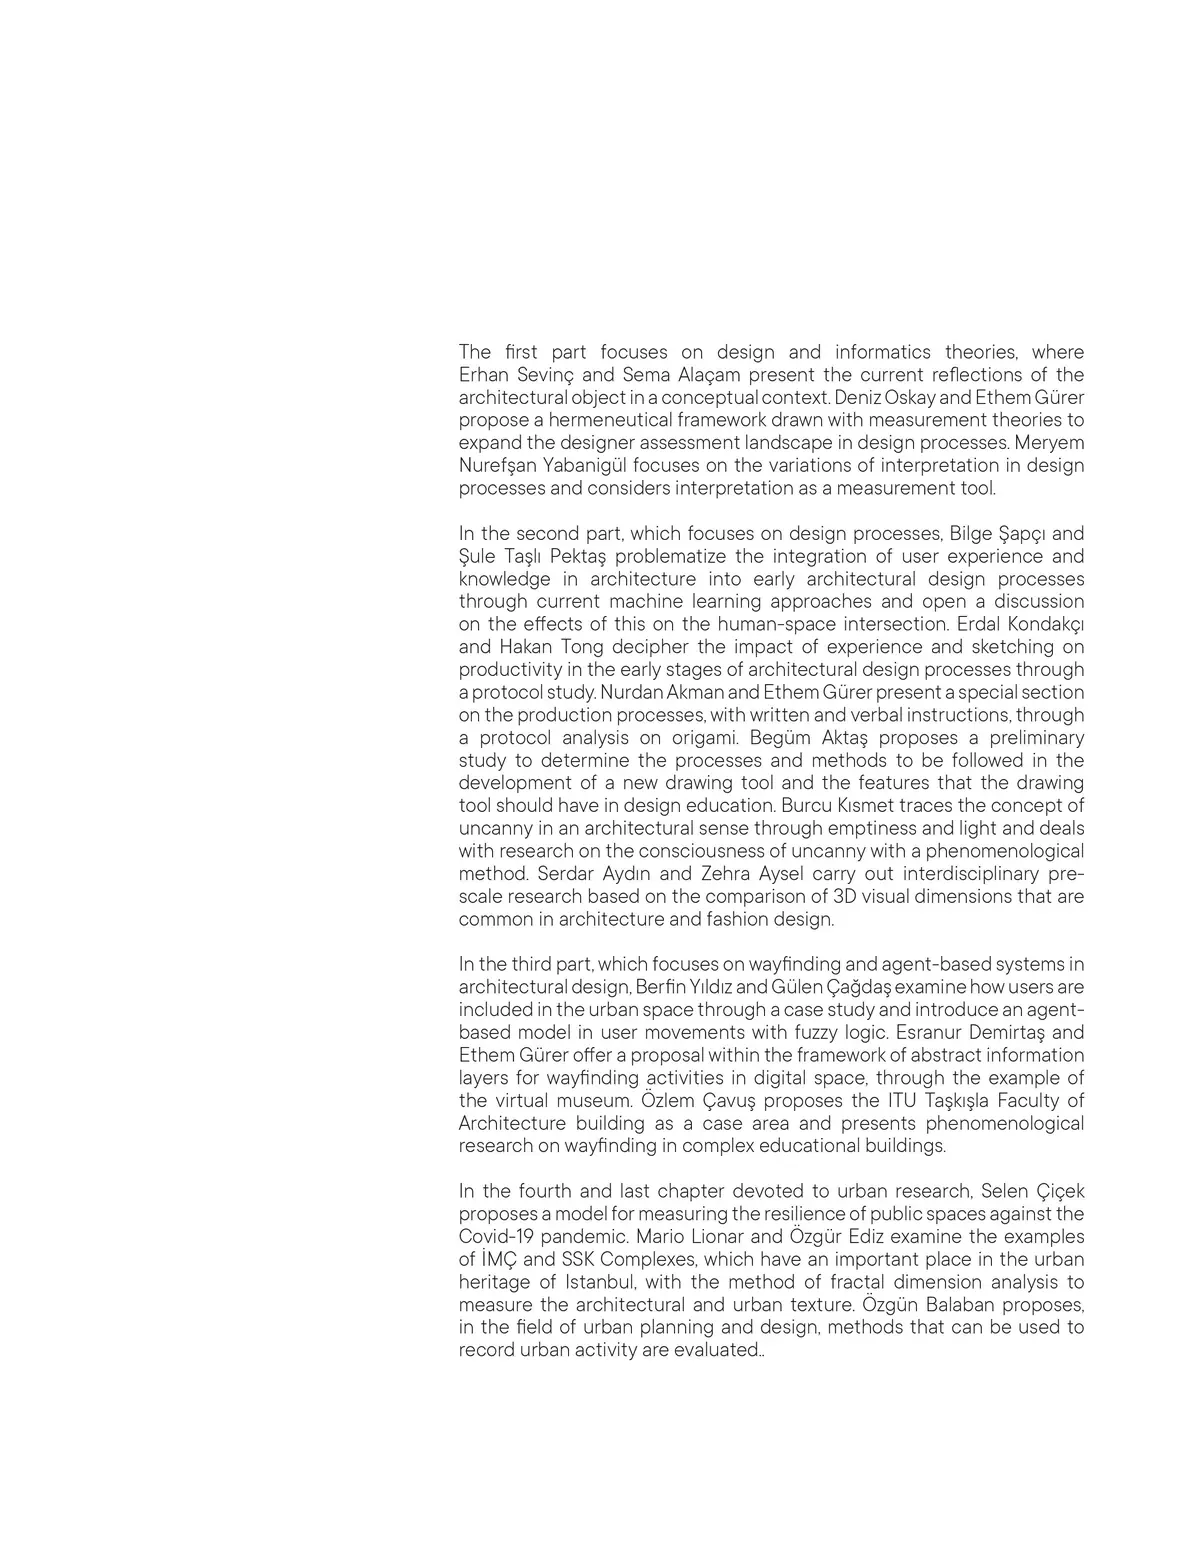 The first part focuses on design and informatics theories, where
Erhan Sevinç and Sema Alaçam present the current reflections of the
architectural object in a conceptual context. Deniz Oskay and Ethem Gürer
propose a hermeneutical framework drawn with measurement theories to
expand the designer assessment landscape in design processes. Meryem
Nurefşan Yabanigül focuses on the variations of interpretation in design
processes and considers interpretation as a measurement tool.
In the second part, which focuses on design processes, Bilge Şapçı and
Şule Taşlı Pektaş problematize the integration of user experience and
knowledge in architecture into early architectural design processes
through current machine learning approaches and open a discussion
on the effects of this on the human-space intersection. Erdal Kondakçı
and Hakan Tong decipher the impact of experience and sketching on
productivity in the early stages of architectural design processes through
a protocol study. Nurdan Akman and Ethem Gürer present a special section
on the production processes, with written and verbal instructions, through
a protocol analysis on origami. Begüm Aktaş proposes a preliminary
study to determine the processes and methods to be followed in the
development of a new drawing tool and the features that the drawing
tool should have in design education. Burcu Kısmet traces the concept of
uncanny in an architectural sense through emptiness and light and deals
with research on the consciousness of uncanny with a phenomenological
method. Serdar Aydın and Zehra Aysel carry out interdisciplinary pre-
scale research based on the comparison of 3D visual dimensions that are
common in architecture and fashion design.
In the third part, which focuses on wayfinding and agent-based systems in
architectural design, Berfin Yıldız and Gülen Çağdaş examine how users are
included in the urban space through a case study and introduce an agent-
based model in user movements with fuzzy logic. Esranur Demirtaş and
Ethem Gürer offer a proposal within the framework of abstract information
layers for wayfinding activities in digital space, through the example of
the virtual museum. Özlem Çavuş proposes the ITU Taşkışla Faculty of
Architecture building as a case area and presents phenomenological
research on wayfinding in complex educational buildings.
In the fourth and last chapter devoted to urban research, Selen Çiçek
proposes a model for measuring the resilience of public spaces against the
Covid-19 pandemic. Mario Lionar and Özgür Ediz examine the examples
of İMÇ and SSK Complexes, which have an important place in the urban
heritage of Istanbul, with the method of fractal dimension analysis to
measure the architectural and urban texture. Özgün Balaban proposes,
in the field of urban planning and design, methods that can be used to
record urban activity are evaluated..